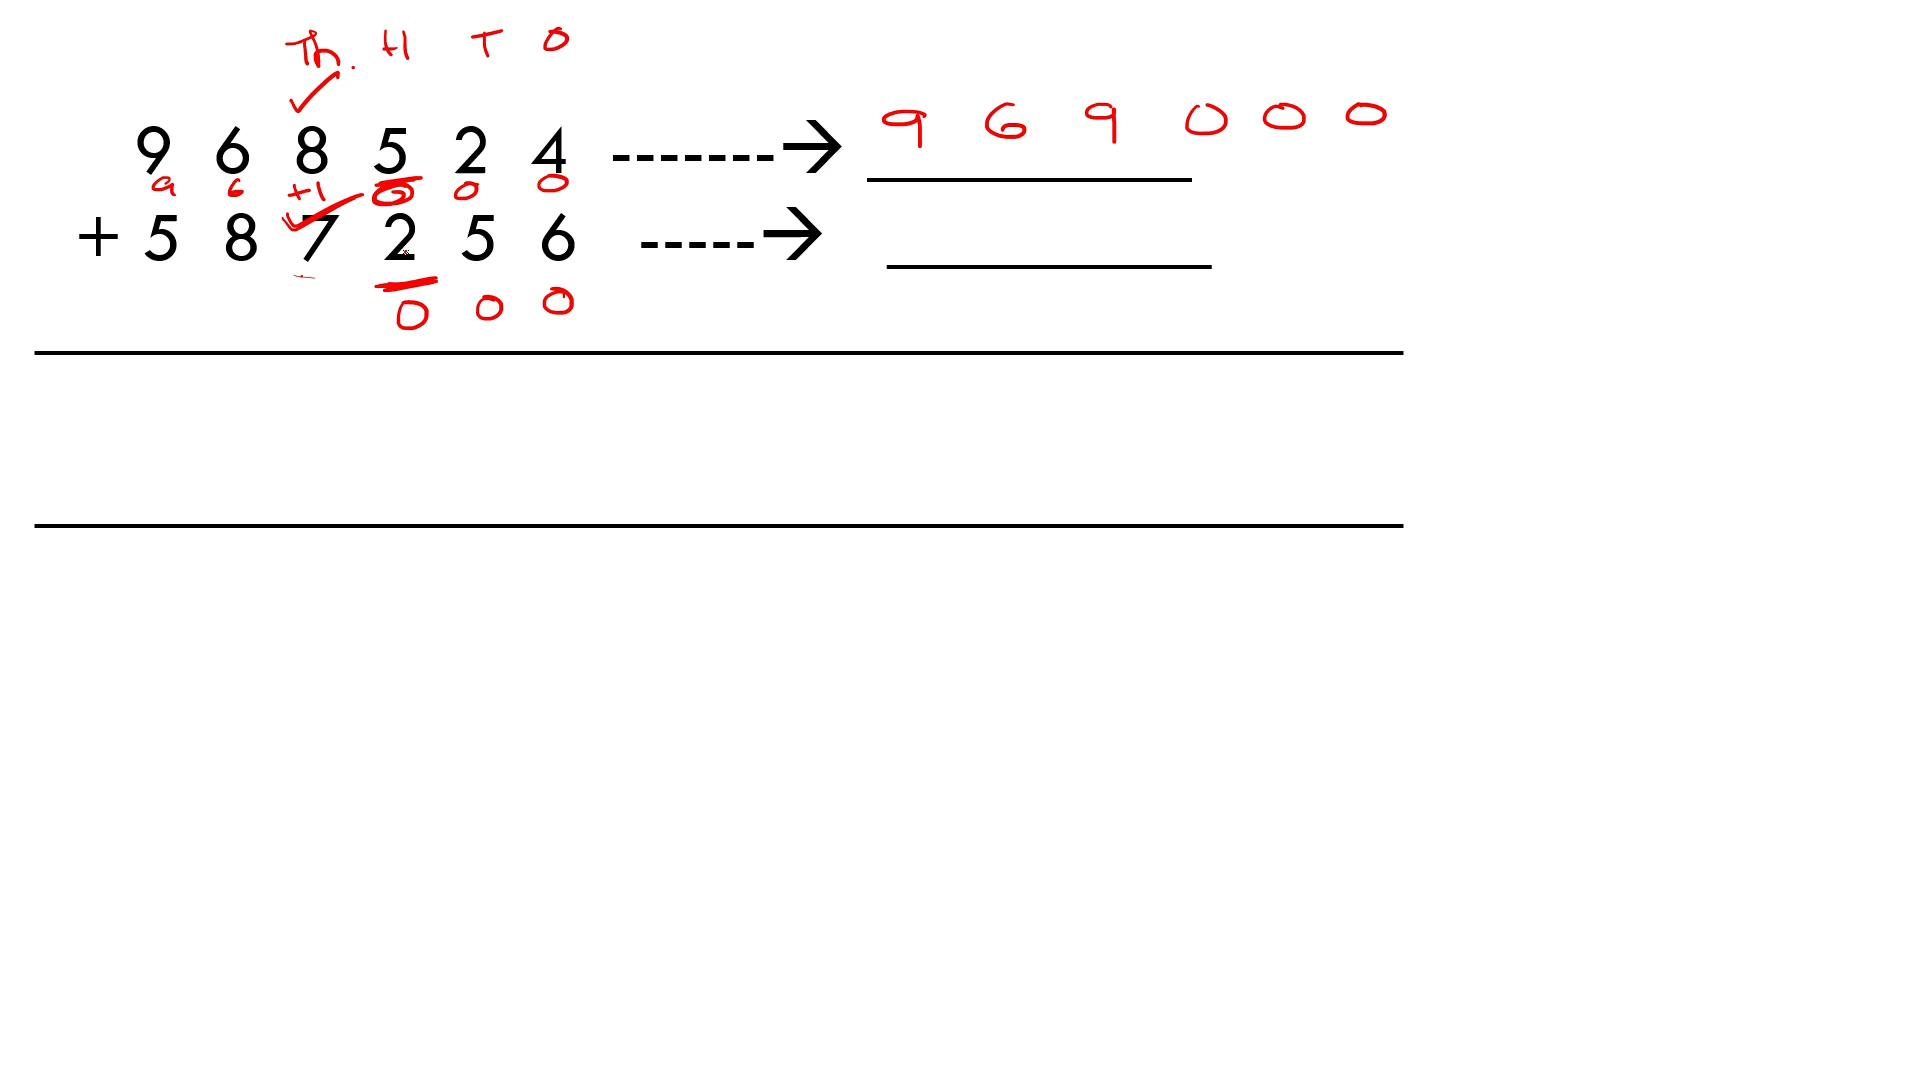 Th. H T O
9 6 8 5 2 4 -------→ 9 6 9 0 0 0
9 6 +1 0 0 0
+ 5 8 7 2 5 6 -----→
0 0 0